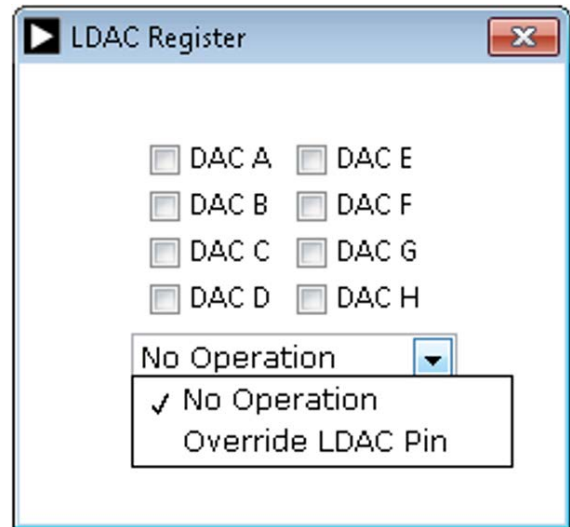 LDAC Register
DAC A DAC E
DAC B DAC F
DAC C DAC G
DAC D DAC H
No Operation
✓ No Operation
Override LDAC Pin